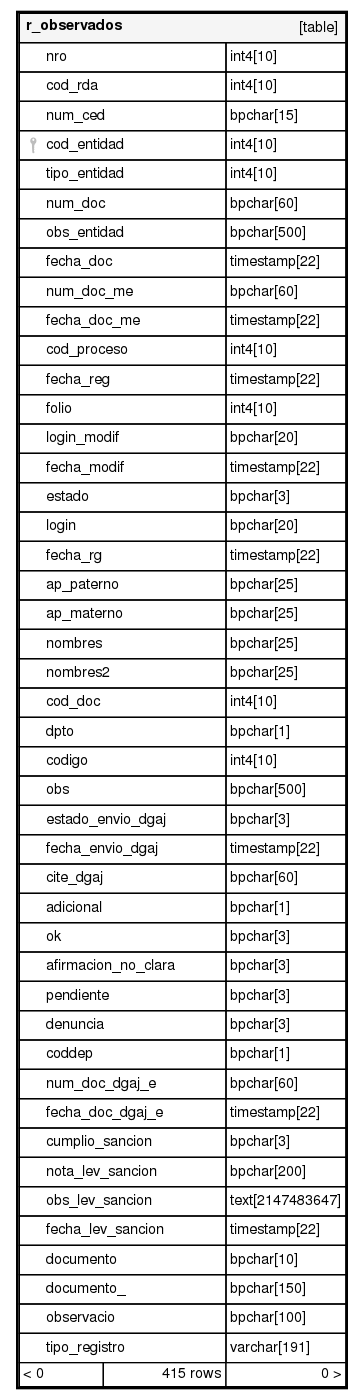 r_observados [table]
nro int4[10]
cod_rda int4[10]
num_ced bpchar[15]
cod_entidad int4[10]
tipo_entidad int4[10]
num_doc bpchar[60]
obs_entidad bpchar[500]
fecha_doc timestamp[22]
num_doc_me bpchar[60]
fecha_doc_me timestamp[22]
cod_proceso int4[10]
fecha_reg timestamp[22]
folio int4[10]
login_modif bpchar[20]
fecha_modif timestamp[22]
estado bpchar[3]
login bpchar[20]
fecha_rg timestamp[22]
ap_paterno bpchar[25]
ap_materno bpchar[25]
nombres bpchar[25]
nombres2 bpchar[25]
cod_doc int4[10]
dpto bpchar[1]
codigo int4[10]
obs bpchar[500]
estado_envio_dgaj bpchar[3]
fecha_envio_dgaj timestamp[22]
cite_dgaj bpchar[60]
adicional bpchar[1]
ok bpchar[3]
afirmacion_no_clara bpchar[3]
pendiente bpchar[3]
denuncia bpchar[3]
coddep bpchar[1]
num_doc_dgaj_e bpchar[60]
fecha_doc_dgaj_e timestamp[22]
cumplio_sancion bpchar[3]
nota_lev_sancion bpchar[200]
obs_lev_sancion text[2147483647]
fecha_lev_sancion timestamp[22]
documento bpchar[10]
documento_ bpchar[150]
observacio bpchar[100]
tipo_registro varchar[191]
< 0 415 rows 0 >